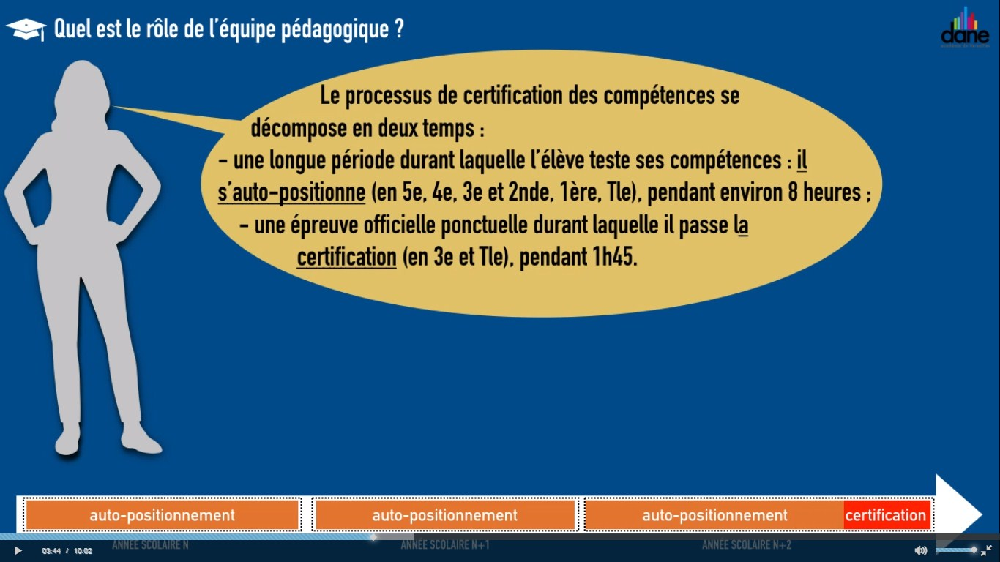 Quel est le rôle de l'équipe pédagogique ?
dane
Le processus de certification des compétences se
décompose en deux temps :
- une longue période durant laquelle l'élève teste ses compétences : il
s'auto-positionne (en 5e, 4e, 3e et 2nde, 1ère, Tle), pendant environ 8 heures ;
- une épreuve officielle ponctuelle durant laquelle il passe la
certification (en 3e et Tle), pendant 1h45.
auto-positionnement
auto-positionnement
auto-positionnement
certification
ANNEE SCOLAIRE N
ANNEE SCOLAIRE N+1
ANNEE SCOLAIRE N+2
03:44 / 10:02